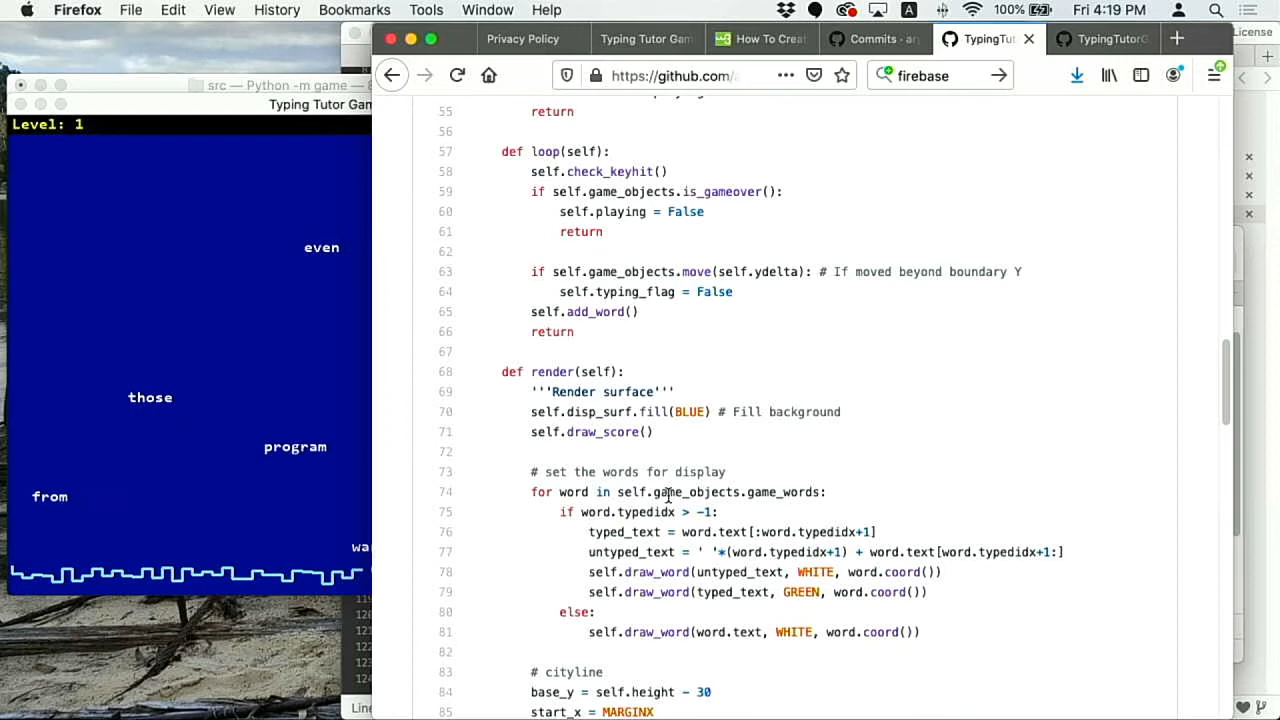 Firefox File Edit View History Bookmarks Tools Window Help
A 100% Fri 4:19 PM
License
Privacy Policy
Typing Tutor Gam
How To Creat
Commits · ar
TypingTut
TypingTutorG
https://github.com/
firebase
src — Python -m game —
Typing Tutor Gam
Level: 1
even
those
program
from
wa
55 return
56
57 def loop(self):
58 self.check_keyhit()
59 if self.game_objects.is_gameover():
60 self.playing = False
61 return
62
63 if self.game_objects.move(self.ydelta): # If moved beyond boundary Y
64 self.typing_flag = False
65 self.add_word()
66 return
67
68 def render(self):
69 '''Render surface'''
70 self.disp_surf.fill(BLUE) # Fill background
71 self.draw_score()
72
73 # set the words for display
74 for word in self.game_objects.game_words:
75 if word.typedidx > -1:
76 typed_text = word.text[:word.typedidx+1]
77 untyped_text = ' '*(word.typedidx+1) + word.text[word.typedidx+1:]
78 self.draw_word(untyped_text, WHITE, word.coord())
79 self.draw_word(typed_text, GREEN, word.coord())
80 else:
81 self.draw_word(word.text, WHITE, word.coord())
82
83 # cityline
84 base_y = self.height - 30
85 start_x = MARGINX
120
121
122
123
124
Line